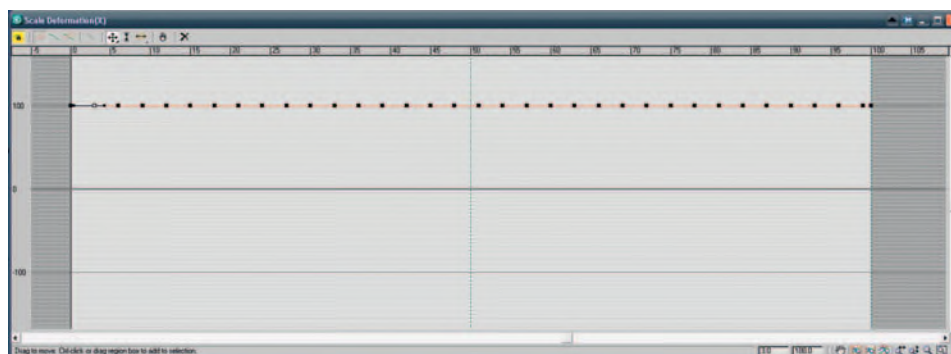 Scale Deformation(X)
-5 0 5 10 15 20 25 30 35 40 45 50 55 60 65 70 75 80 85 90 95 100 105
100
0
-100
Drag to move. Ctrl-click or drag region box to add to selection.
100.0